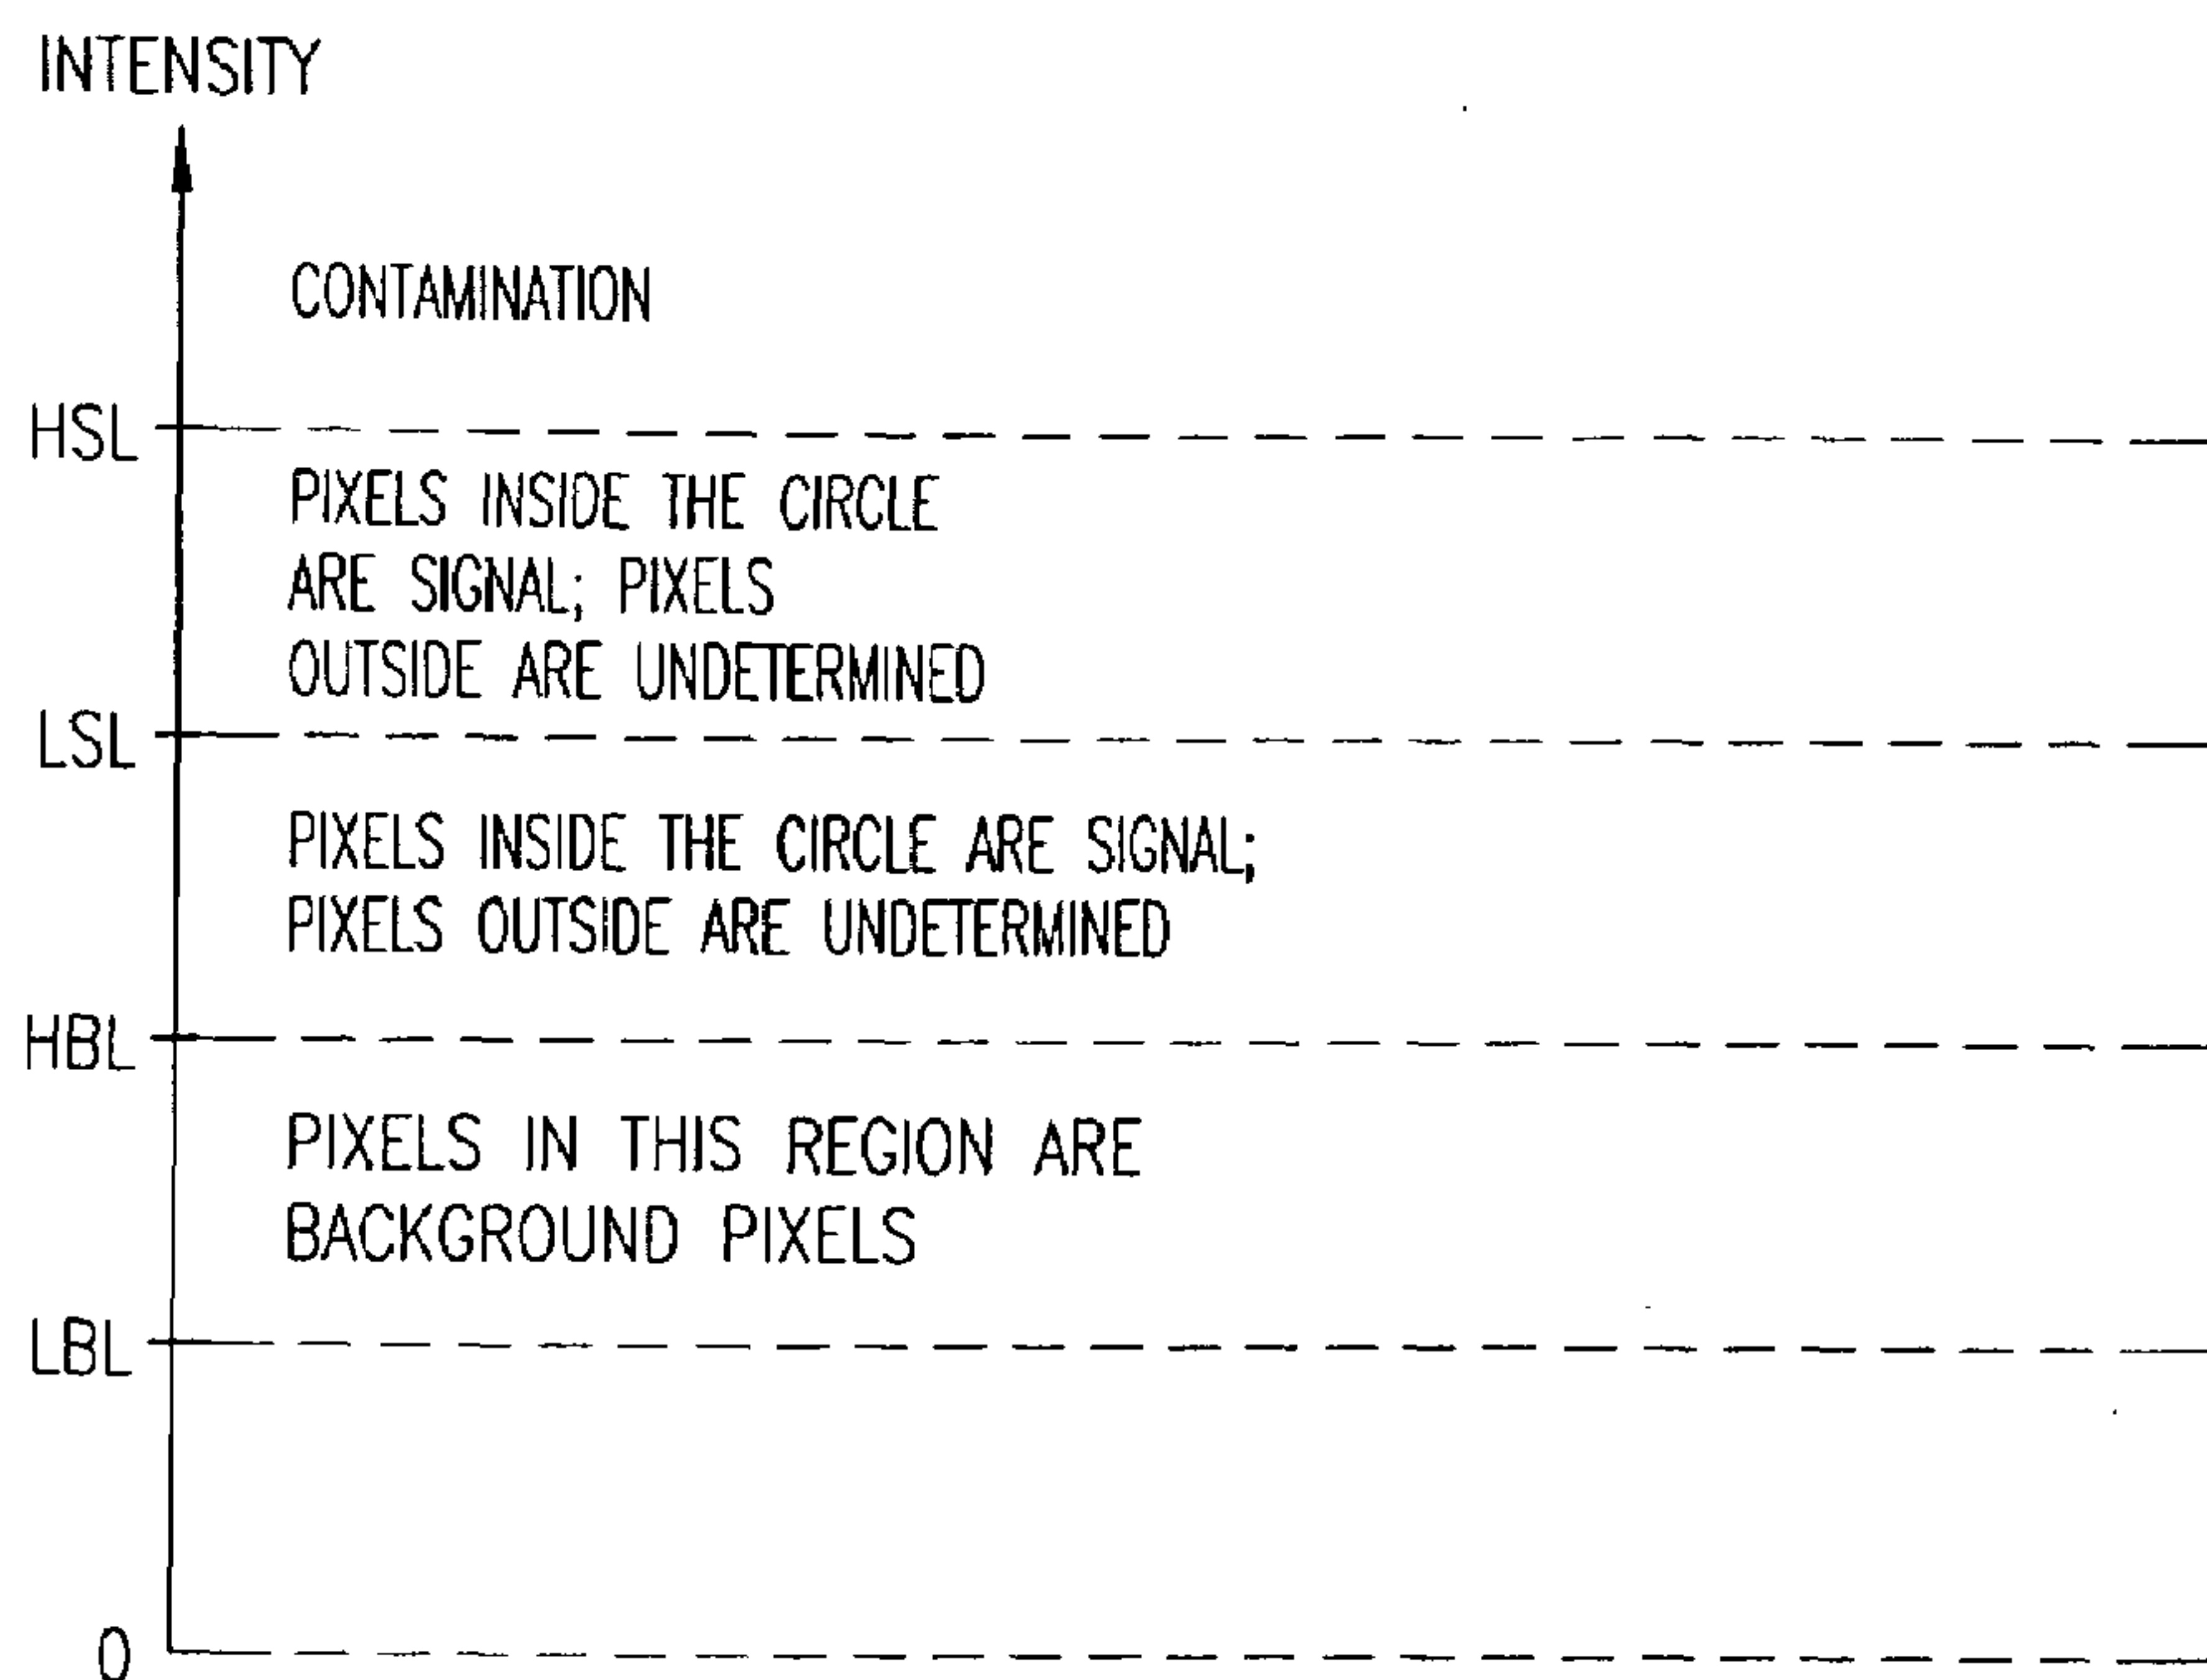 INTENSITY
CONTAMINATION
HSL
PIXELS INSIDE THE CIRCLE
ARE SIGNAL; PIXELS
OUTSIDE ARE UNDETERMINED
LSL
PIXELS INSIDE THE CIRCLE ARE SIGNAL;
PIXELS OUTSIDE ARE UNDETERMINED
HBL
PIXELS IN THIS REGION ARE
BACKGROUND PIXELS
LBL
0